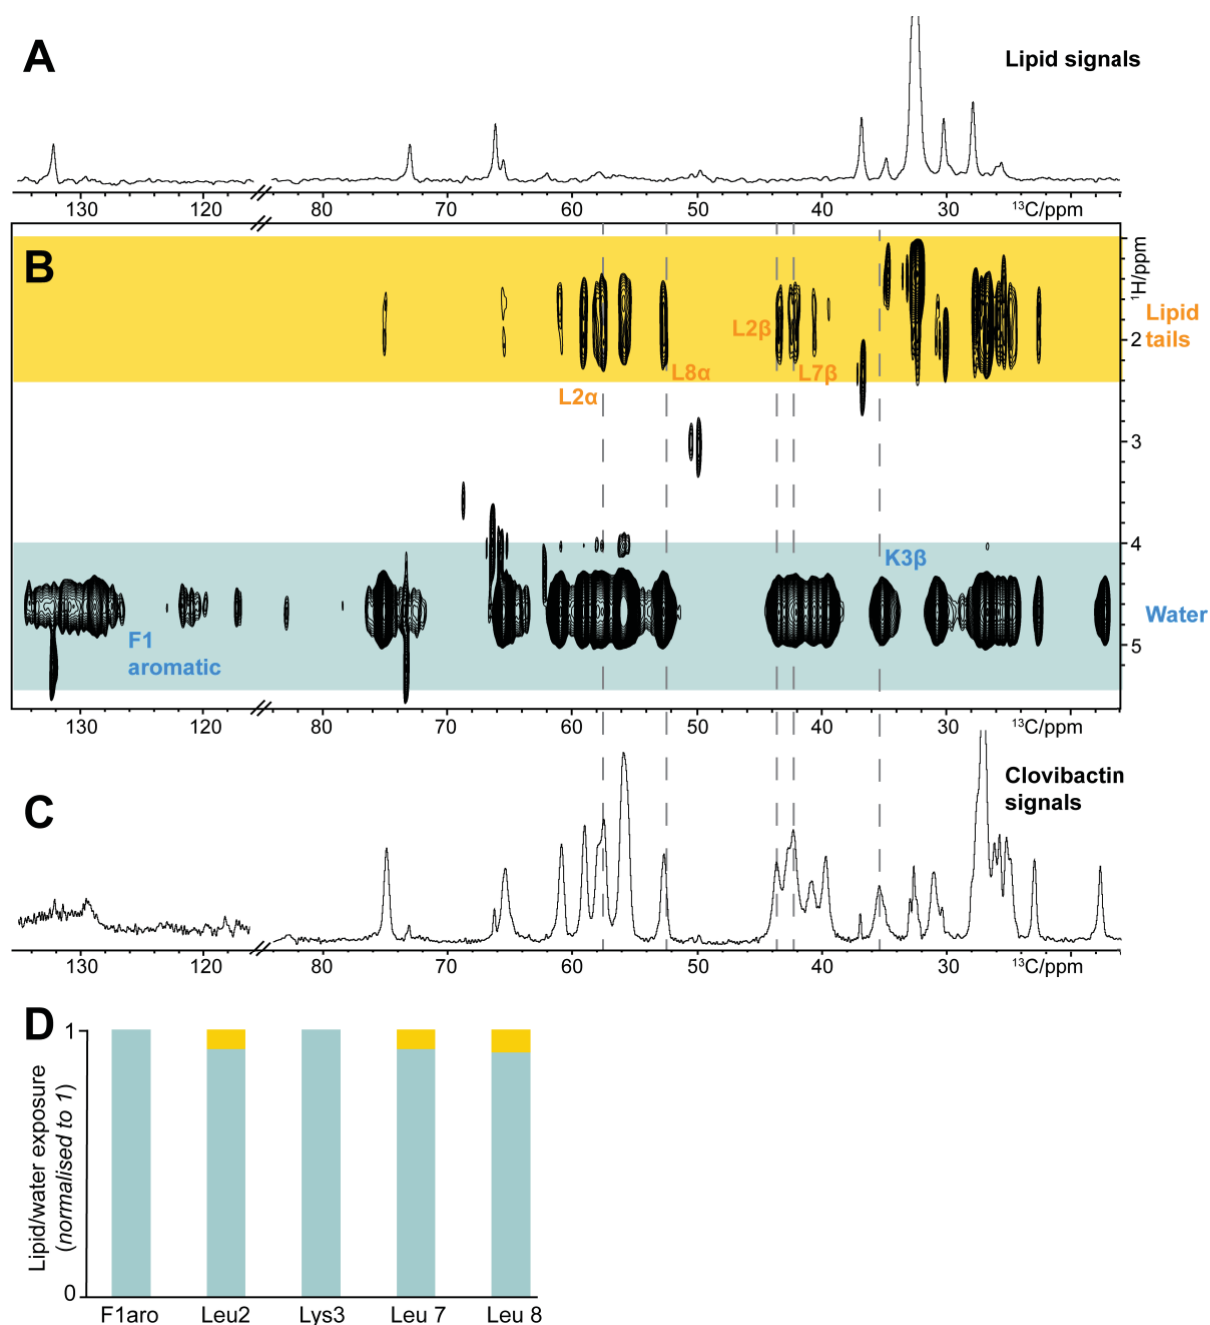 A
Lipid signals
130 120 80 70 60 50 40 30 ¹³C/ppm
B
¹H/ppm
2
3
4
5
Lipid
tails
L2β
L8α
L7β
L2α
K3β
Water
F1
aromatic
130 120 80 70 60 50 40 30 ¹³C/ppm
C
Clovibactin
signals
130 120 80 70 60 50 40 30 ¹³C/ppm
D
1
0
Lipid/water exposure
(normalised to 1)
F1aro Leu2 Lys3 Leu 7 Leu 8